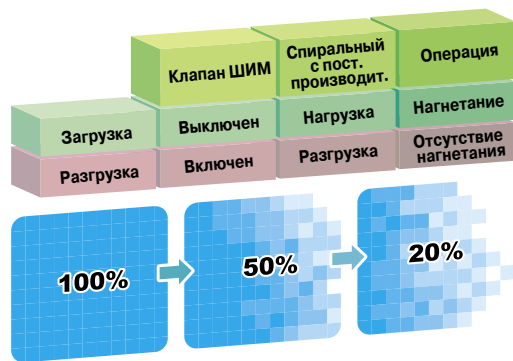 Клапан ШИМ
Спиральный
с пост.
производит.
Операция
Загрузка
Выключен
Нагрузка
Нагнетание
Разгрузка
Включен
Разгрузка
Отсутствие
нагнетания
100%
50%
20%